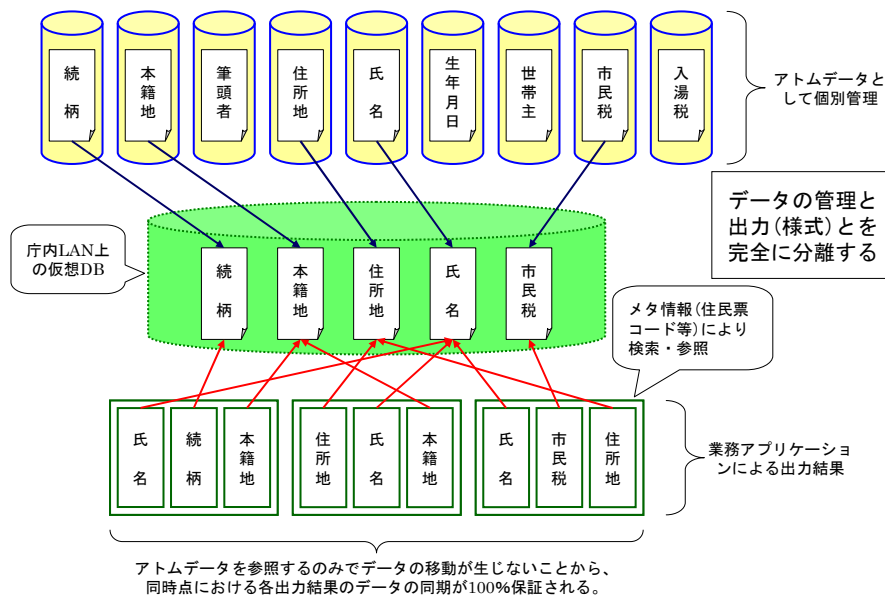 続柄
本籍地
筆頭者
住所地
氏名
生年月日
世帯主
市民税
入湯税
アトムデータと
して個別管理
データの管理と
出力(様式)とを
完全に分離する
庁内LAN上
の仮想DB
続柄
本籍地
住所地
氏名
市民税
メタ情報(住民票
コード等)により
検索・参照
氏名
続柄
本籍地
住所地
氏名
本籍地
氏名
市民税
住所地
業務アプリケーショ
ンによる出力結果
アトムデータを参照するのみでデータの移動が生じないことから、
同時点における各出力結果のデータの同期が100%保証される。